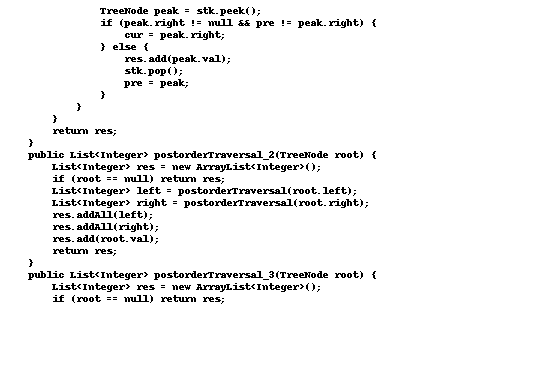 TreeNode peak = stk.peek();
            if (peak.right != null && pre != peak.right) {
                cur = peak.right;
            } else {
                res.add(peak.val);
                stk.pop();
                pre = peak;
            }
        }
    }
    return res;
}
public List<Integer> postorderTraversal_2(TreeNode root) {
    List<Integer> res = new ArrayList<Integer>();
    if (root == null) return res;
    List<Integer> left = postorderTraversal(root.left);
    List<Integer> right = postorderTraversal(root.right);
    res.addAll(left);
    res.addAll(right);
    res.add(root.val);
    return res;
}
public List<Integer> postorderTraversal_3(TreeNode root) {
    List<Integer> res = new ArrayList<Integer>();
    if (root == null) return res;